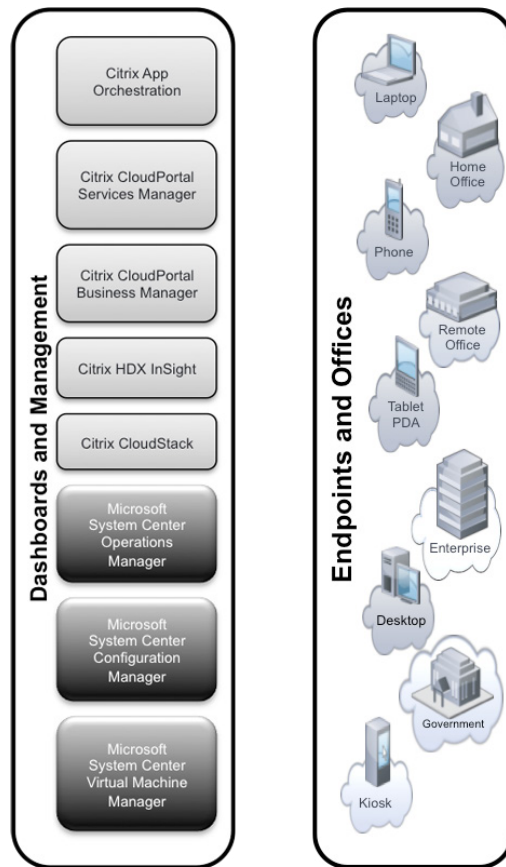 Dashboards and Management
Citrix App
Orchestration
Citrix CloudPortal
Services Manager
Citrix CloudPortal
Business Manager
Citrix HDX InSight
Citrix CloudStack
Microsoft
System Center
Operations
Manager
Microsoft
System Center
Configuration
Manager
Microsoft
System Center
Virtual Machine
Manager
Endpoints and Offices
Laptop
Home
Office
Phone
Remote
Office
Tablet
PDA
Enterprise
Desktop
Government
Kiosk